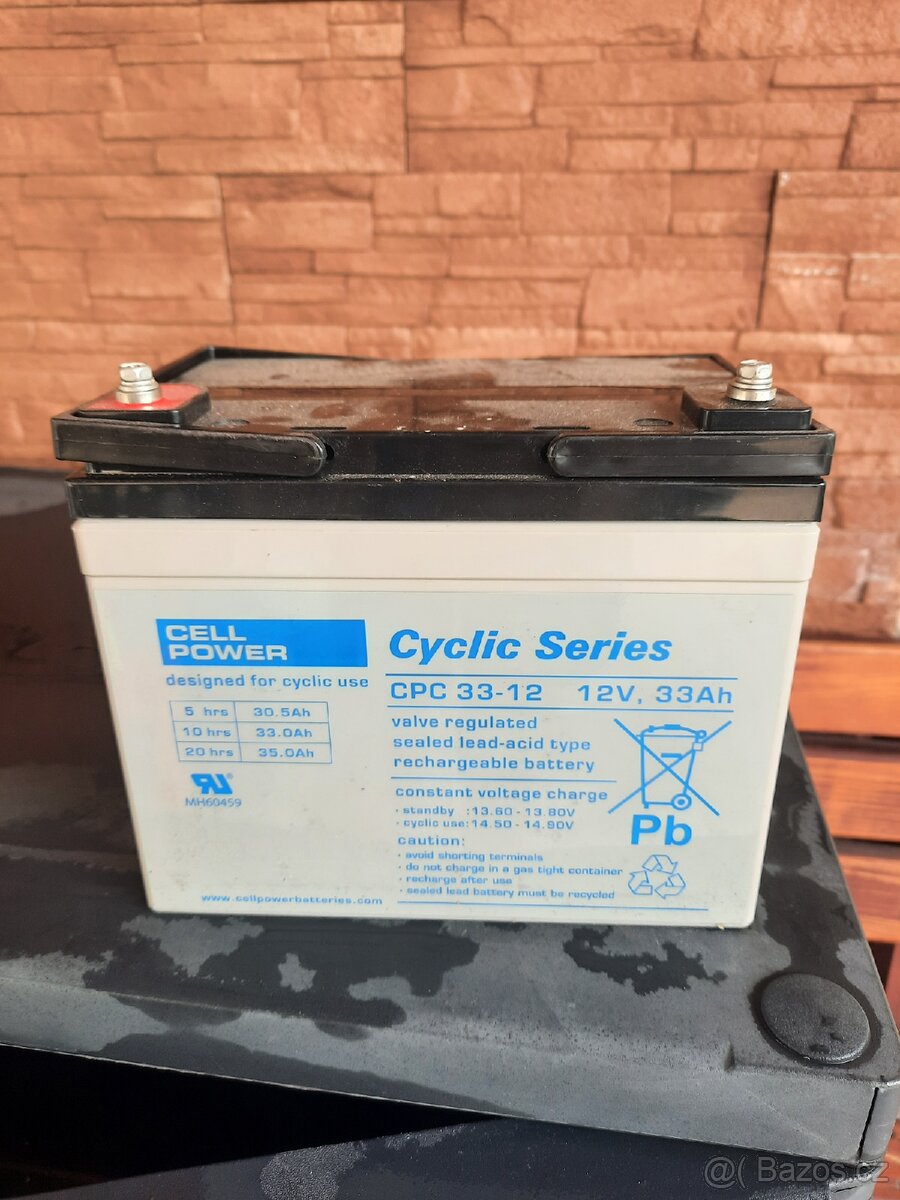 CELL
POWER
designed for cyclic use
5 hrs 30.5Ah
10 hrs 33.0Ah
20 hrs 35.0Ah
MH60459
www.cellpowerbatteries.com
Cyclic Series
CPC 33-12 12V, 33Ah
valve regulated
sealed lead-acid type
rechargeable battery
constant voltage charge
· standby :13.60 - 13.80V
· cyclic use: 14.50 - 14.90V
caution:
· avoid shorting terminals
· do not charge in a gas tight container
· recharge after use
· sealed lead battery must be recycled
Pb
@( Bazos.cz